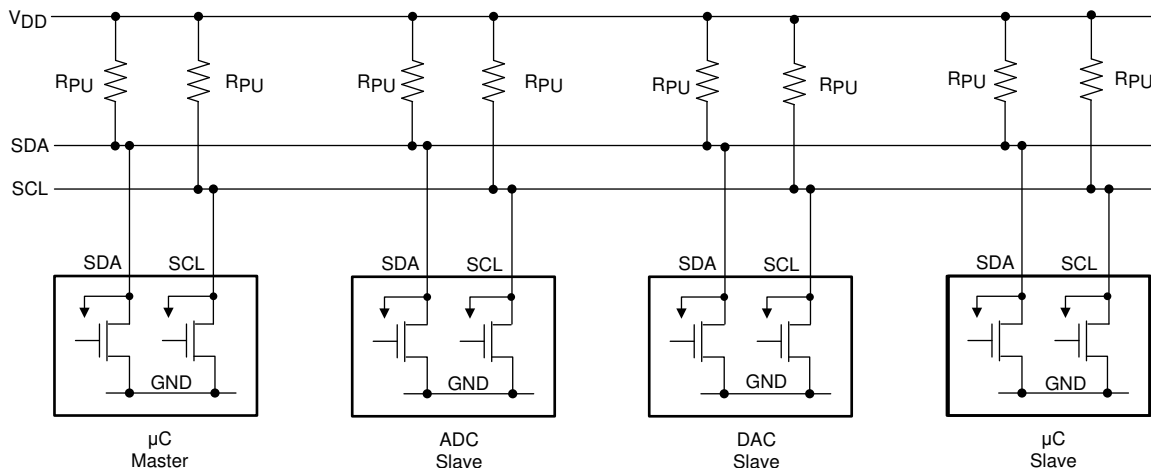 VDD
RPU RPU RPU RPU RPU RPU RPU RPU
SDA
SCL
SDA SCL SDA SCL SDA SCL SDA SCL
GND GND GND GND
µC ADC DAC µC
Master Slave Slave Slave